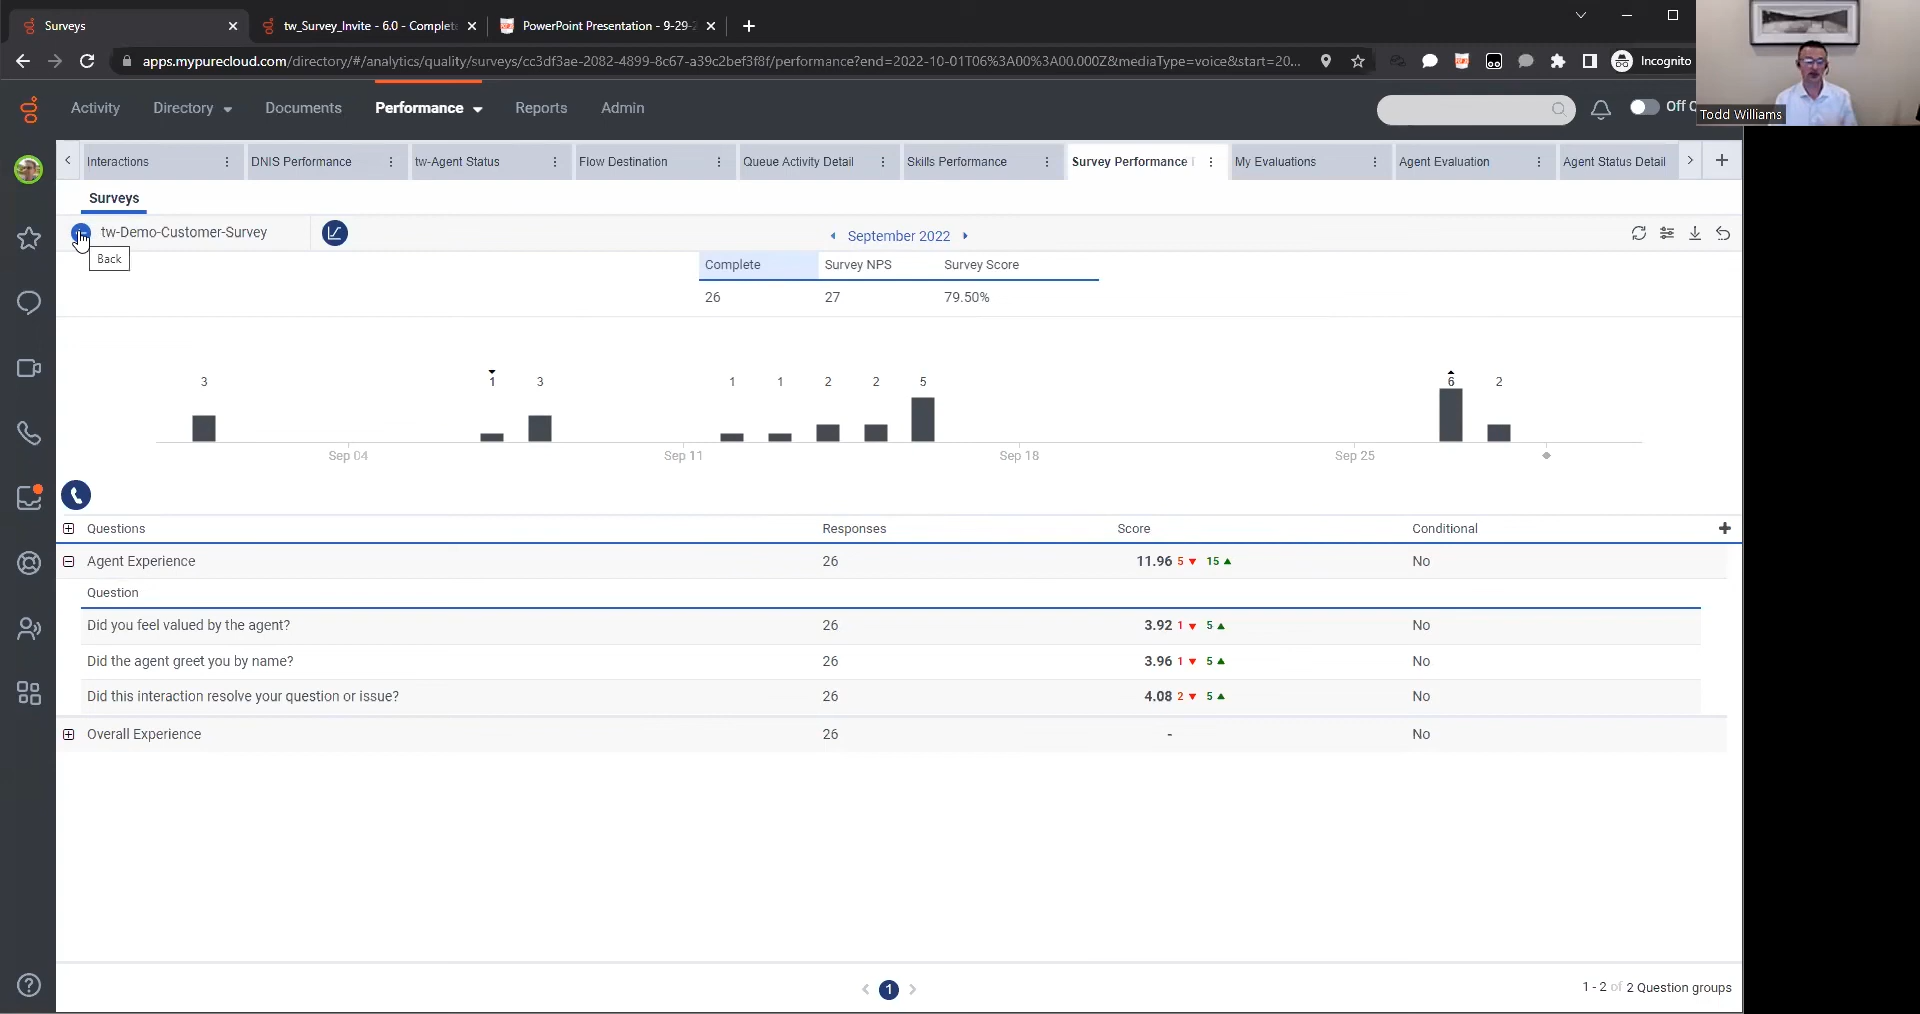 Surveys
tw_Survey_Invite - 6.0 - Complete
PowerPoint Presentation - 9-29-2
apps.mypurecloud.com/directory/#/analytics/quality/surveys/cc3df3ae-2082-4899-8c67-a39c2bef3f8f/performance?end=2022-10-01T06%3A00%3A00.000Z&mediaType=voice&start=20...
Incognito
Activity
Directory
Documents
Performance
Reports
Admin
Off
Todd Williams
Interactions
DNIS Performance
tw-Agent Status
Flow Destination
Queue Activity Detail
Skills Performance
Survey Performance
My Evaluations
Agent Evaluation
Agent Status Detail
Surveys
tw-Demo-Customer-Survey
Back
September 2022
Complete Survey NPS Survey Score
26 27 79.50%
3 1 3 1 1 2 2 5 6 2
Sep 04 Sep 11 Sep 18 Sep 25
Questions Responses Score Conditional
Agent Experience 26 11.96 5 ▼ 15 ▲ No
Question
Did you feel valued by the agent? 26 3.92 1 ▼ 5 ▲ No
Did the agent greet you by name? 26 3.96 1 ▼ 5 ▲ No
Did this interaction resolve your question or issue? 26 4.08 2 ▼ 5 ▲ No
Overall Experience 26 - No
1
1 - 2 of 2 Question groups